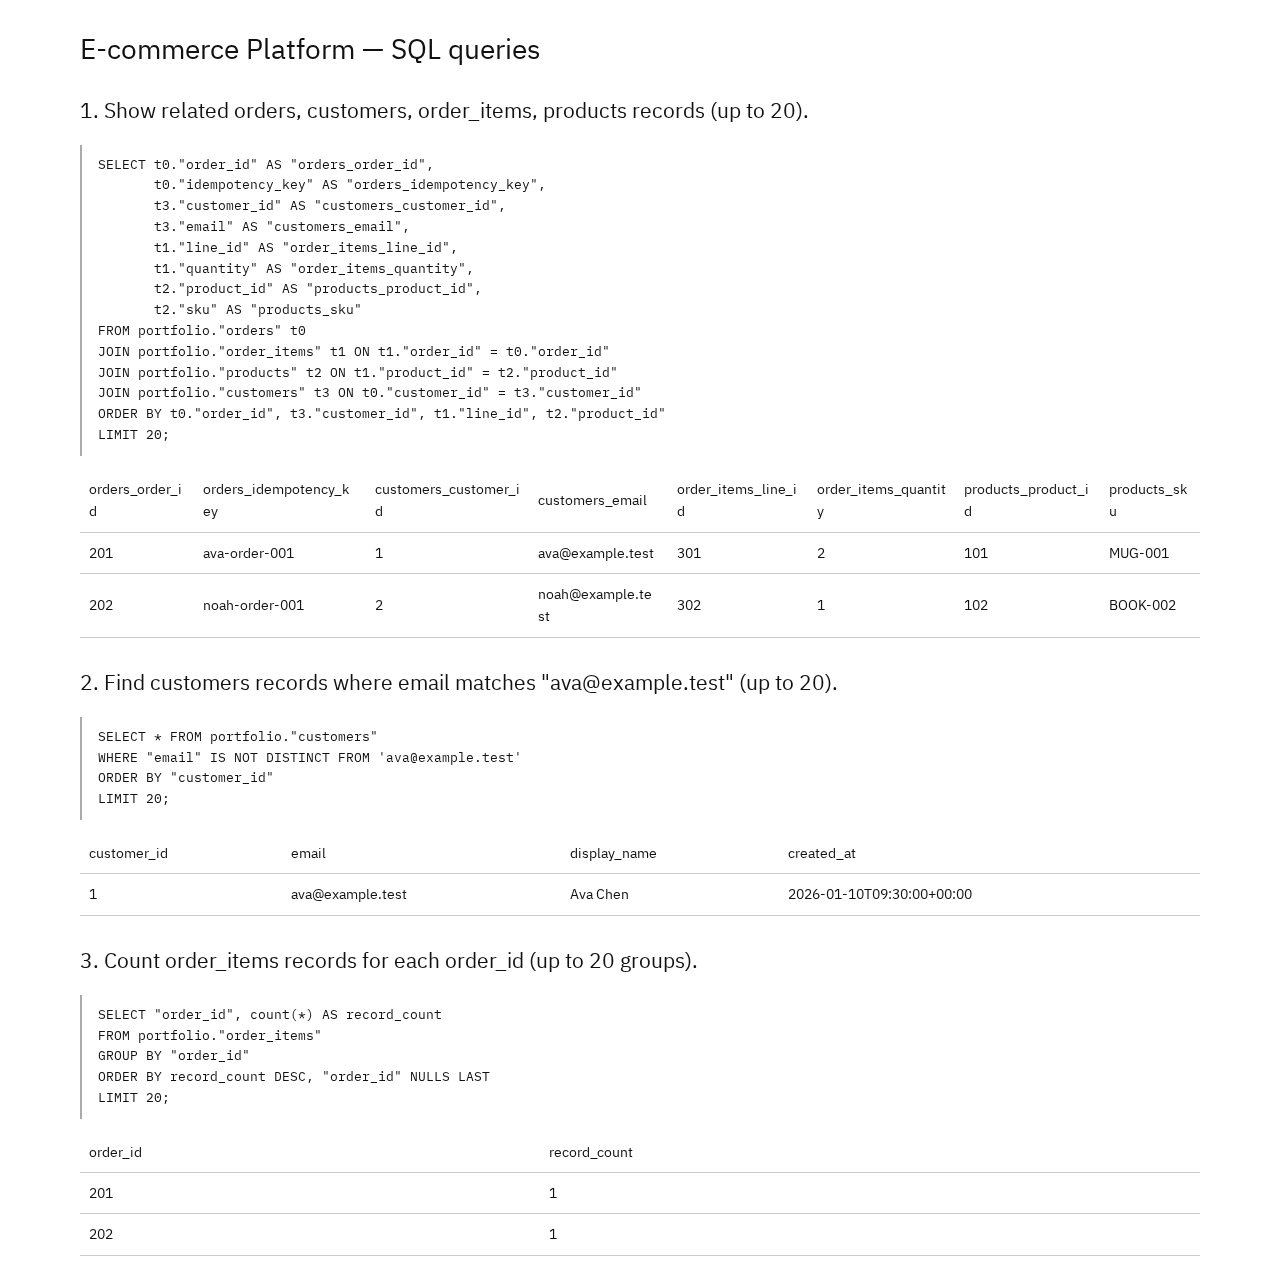 E-commerce Platform — SQL queries
1. Show related orders, customers, order_items, products records (up to 20).
SELECT t0."order_id" AS "orders_order_id",
       t0."idempotency_key" AS "orders_idempotency_key",
       t3."customer_id" AS "customers_customer_id",
       t3."email" AS "customers_email",
       t1."line_id" AS "order_items_line_id",
       t1."quantity" AS "order_items_quantity",
       t2."product_id" AS "products_product_id",
       t2."sku" AS "products_sku"
FROM portfolio."orders" t0
JOIN portfolio."order_items" t1 ON t1."order_id" = t0."order_id"
JOIN portfolio."products" t2 ON t1."product_id" = t2."product_id"
JOIN portfolio."customers" t3 ON t0."customer_id" = t3."customer_id"
ORDER BY t0."order_id", t3."customer_id", t1."line_id", t2."product_id"
LIMIT 20;
orders_order_i orders_idempotency_k customers_customer_i customers_email order_items_line_i order_items_quantit products_product_i products_sk
d ey d d y d u
201 ava-order-001 1 ava@example.test 301 2 101 MUG-001
202 noah-order-001 2 noah@example.te 302 1 102 BOOK-002
st
2. Find customers records where email matches "ava@example.test" (up to 20).
SELECT * FROM portfolio."customers"
WHERE "email" IS NOT DISTINCT FROM 'ava@example.test'
ORDER BY "customer_id"
LIMIT 20;
customer_id email display_name created_at
1 ava@example.test Ava Chen 2026-01-10T09:30:00+00:00
3. Count order_items records for each order_id (up to 20 groups).
SELECT "order_id", count(*) AS record_count
FROM portfolio."order_items"
GROUP BY "order_id"
ORDER BY record_count DESC, "order_id" NULLS LAST
LIMIT 20;
order_id record_count
201 1
202 1